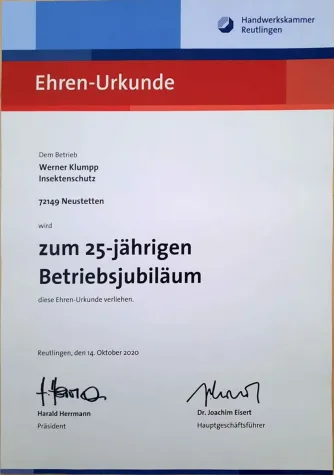 Handwerkskammer
Reutlingen
Ehren-Urkunde
Dem Betrieb
Werner Klumpp
Insektenschutz
72149 Neustetten
wird
zum 25-jährigen
Betriebsjubiläum
diese Ehren-Urkunde verliehen.
Reutlingen, den 14. Oktober 2020
Harald Herrmann
Präsident
Dr. Joachim Eisert
Hauptgeschäftsführer